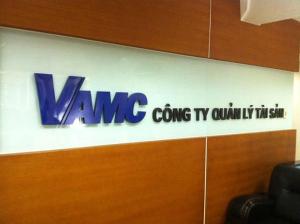 VAMC CÔNG TY QUẢN LÝ TÀI SẢN